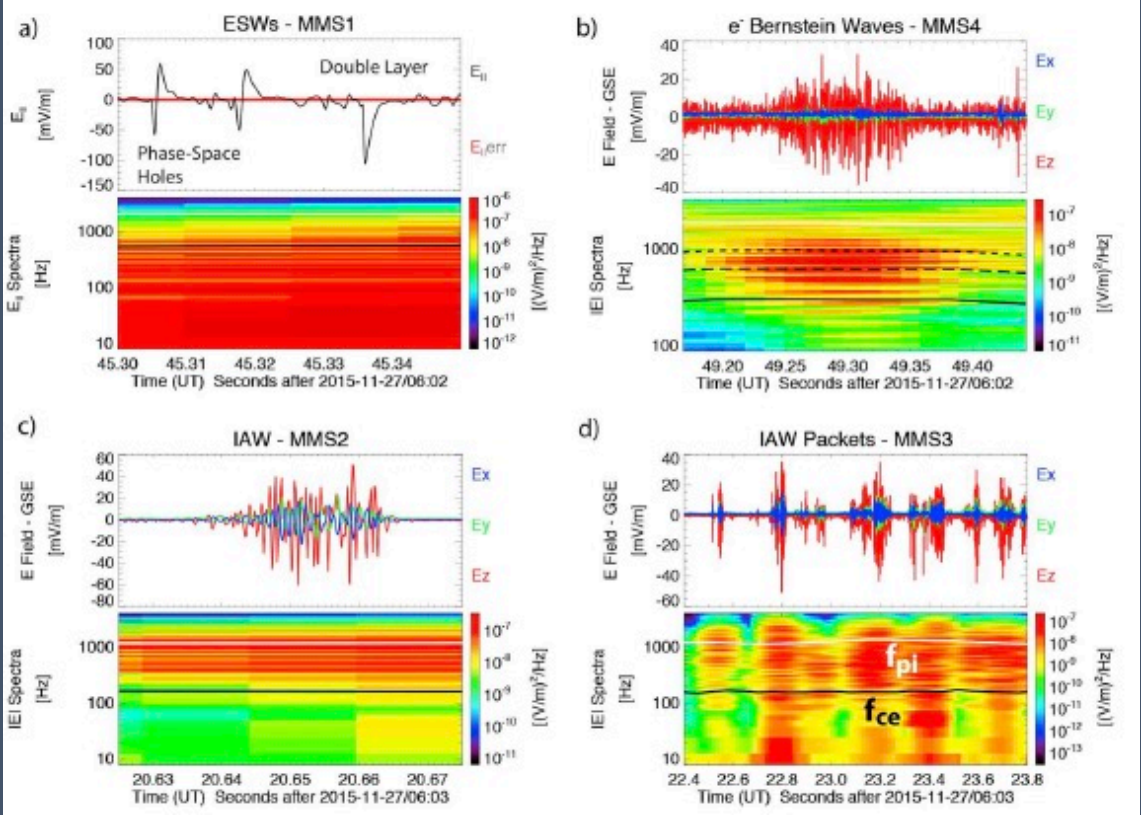 a)
ESWs - MMS1
100
50
0
-50
-100
-150
E||
[mV/m]
Double Layer
Phase-Space
Holes
E||
E||err
1000
100
10
E|| Spectra
[Hz]
10-6
10-7
10-8
10-9
10-10
10-11
10-12
[(V/m)2/Hz]
45.30 45.31 45.32 45.33 45.34
Time (UT) Seconds after 2015-11-27/06:02
b)
e- Bernstein Waves - MMS4
40
20
0
-20
-40
E Field - GSE
[mV/m]
Ex
Ey
Ez
1000
100
|E| Spectra
[Hz]
10-7
10-8
10-9
10-10
10-11
[(V/m)2/Hz]
49.20 49.25 49.30 49.35 49.40
Time (UT) Seconds after 2015-11-27/06:02
c)
IAW - MMS2
60
40
20
0
-20
-40
-60
-80
E Field - GSE
[mV/m]
Ex
Ey
Ez
1000
100
10
|E| Spectra
[Hz]
10-7
10-8
10-9
10-10
10-11
[(V/m)2/Hz]
20.63 20.64 20.65 20.66 20.67
Time (UT) Seconds after 2015-11-27/06:03
d)
IAW Packets - MMS3
40
20
0
-20
-40
-60
E Field - GSE
[mV/m]
Ex
Ey
Ez
1000
100
10
|E| Spectra
[Hz]
fpi
fce
10-7
10-8
10-9
10-10
10-11
10-12
10-13
[(V/m)2/Hz]
22.4 22.6 22.8 23.0 23.2 23.4 23.6 23.8
Time (UT) Seconds after 2015-11-27/06:03